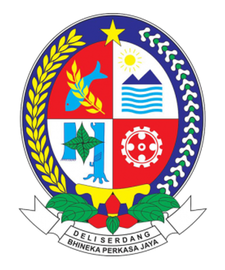 DELI SERDANG
BHINEKA PERKASA JAYA